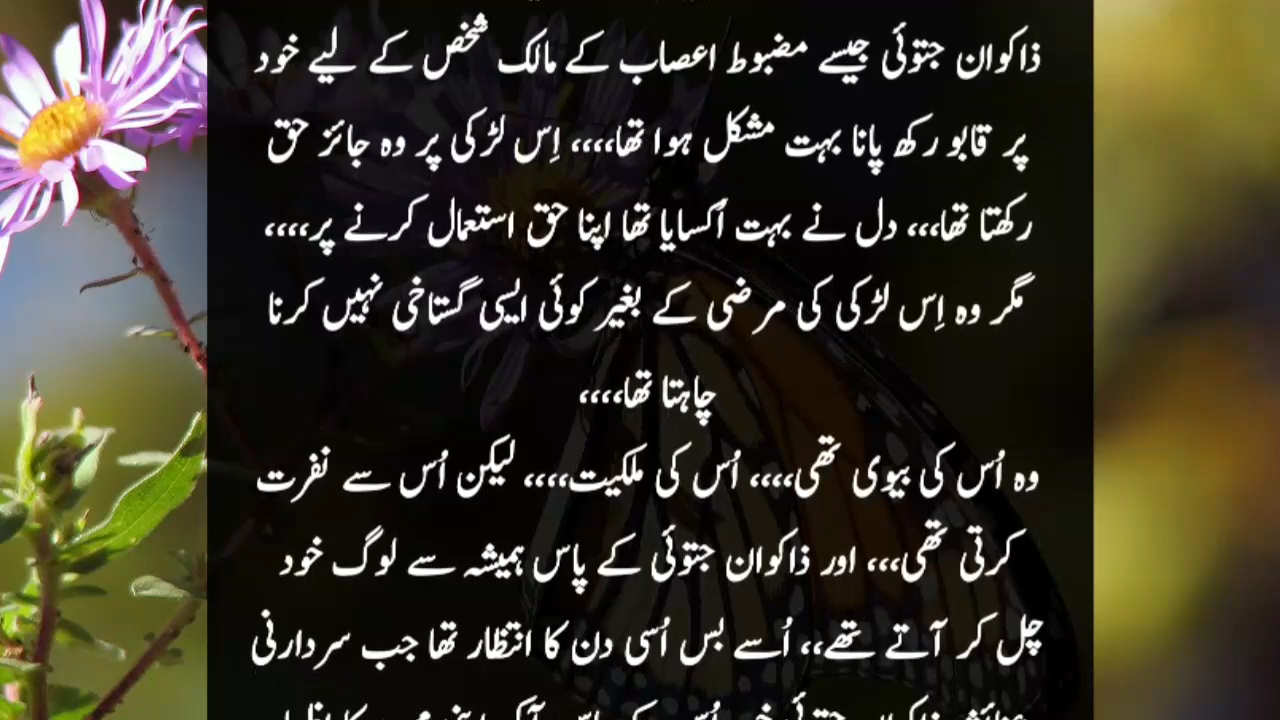 ذاکوان جتوئی جیسے مضبوط اعصاب کے مالک شخص کے لیے خود
پر قابو رکھ پانا بہت مشکل ہوا تھا،،،، اِس لڑکی پر وہ جائز حق
رکھتا تھا،،، دل نے بہت اُکسایا تھا اپنا حق استعمال کرنے پر،،،،
مگر وہ اِس لڑکی کی مرضی کے بغیر کوئی ایسی گستاخی نہیں کرنا
چاہتا تھا،،،،
وہ اُس کی بیوی تھی،،،، اُس کی ملکیت،،،، لیکن اُس سے نفرت
کرتی تھی،،، اور ذاکوان جتوئی کے پاس ہمیشہ سے لوگ خود
چل کر آتے تھے،، اُسے بس اُسی دن کا انتظار تھا جب سردارنی